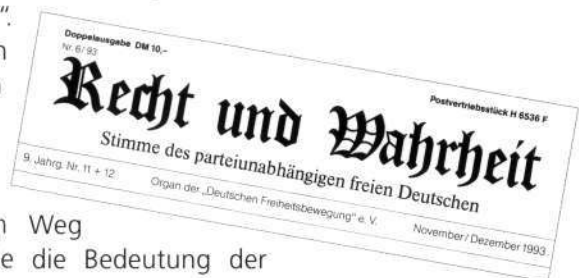 ".
n
Doppelausgabe DM 10,-
Nr. 6/93
Postvertriebsstück H 6536 F
Recht und Wahrheit
Stimme des parteiunabhängigen freien Deutschen
9. Jahrg. Nr. 11 + 12
Organ der „Deutschen Freiheitsbewegung" e. V.
November/Dezember 1993
n Weg
e die Bedeutung der